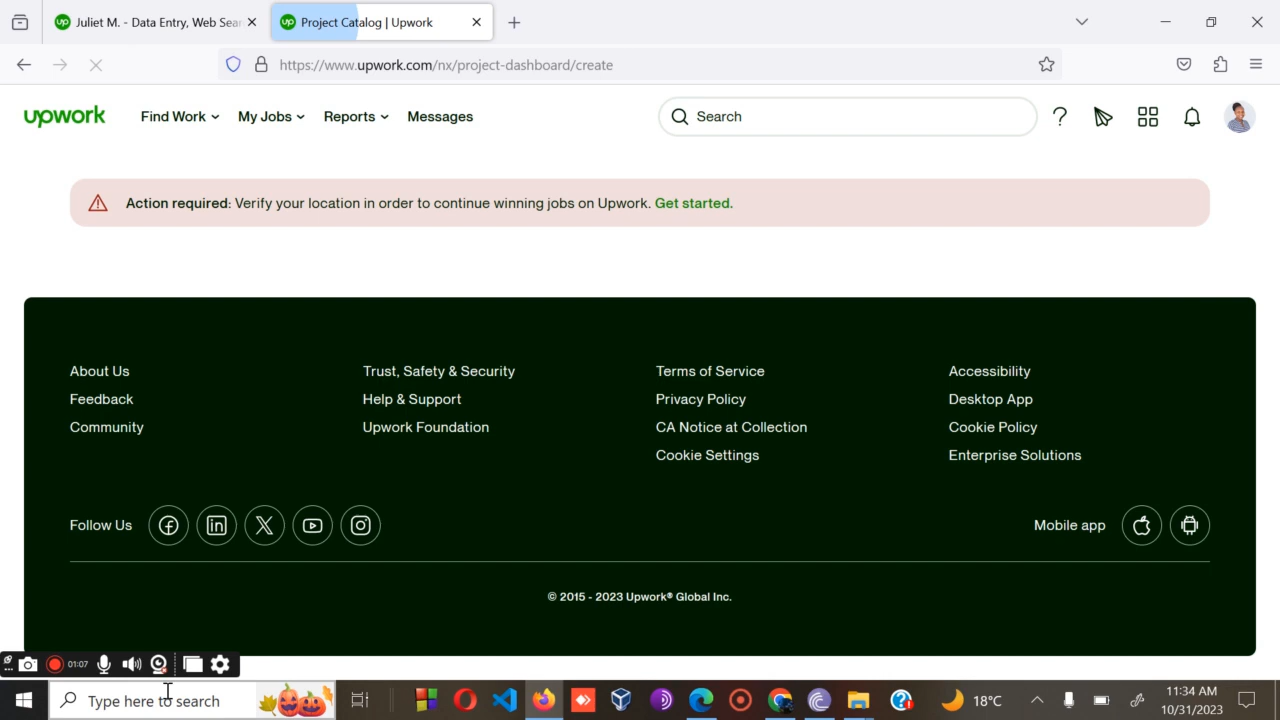 Juliet M. - Data Entry, Web Sear
Project Catalog | Upwork
https://www.upwork.com/nx/project-dashboard/create
upwork
Find Work
My Jobs
Reports
Messages
Search
Action required: Verify your location in order to continue winning jobs on Upwork. Get started.
About Us
Feedback
Community
Trust, Safety & Security
Help & Support
Upwork Foundation
Terms of Service
Privacy Policy
CA Notice at Collection
Cookie Settings
Accessibility
Desktop App
Cookie Policy
Enterprise Solutions
Follow Us
Mobile app
© 2015 - 2023 Upwork® Global Inc.
01:07
Type here to search
18°C
11:34 AM
10/31/2023